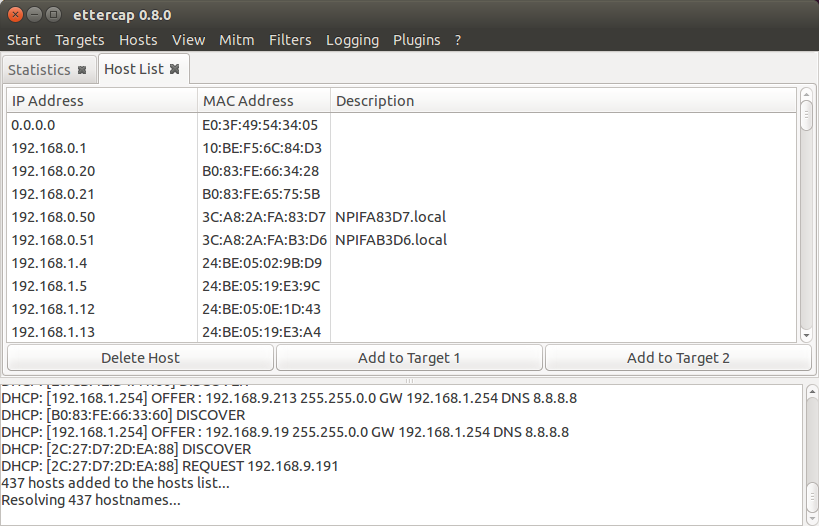 ettercap 0.8.0
Start Targets Hosts View Mitm Filters Logging Plugins ?
Statistics Host List
IP Address MAC Address Description
0.0.0.0 E0:3F:49:54:34:05
192.168.0.1 10:BE:F5:6C:84:D3
192.168.0.20 B0:83:FE:66:34:28
192.168.0.21 B0:83:FE:65:75:5B
192.168.0.50 3C:A8:2A:FA:83:D7 NPIFA83D7.local
192.168.0.51 3C:A8:2A:FA:B3:D6 NPIFAB3D6.local
192.168.1.4 24:BE:05:02:9B:D9
192.168.1.5 24:BE:05:19:E3:9C
192.168.1.12 24:BE:05:0E:1D:43
192.168.1.13 24:BE:05:19:E3:A4
Delete Host Add to Target 1 Add to Target 2
DHCP: DISCOVER
DHCP: [192.168.1.254] OFFER : 192.168.9.213 255.255.0.0 GW 192.168.1.254 DNS 8.8.8.8
DHCP: [B0:83:FE:66:33:60] DISCOVER
DHCP: [192.168.1.254] OFFER : 192.168.9.19 255.255.0.0 GW 192.168.1.254 DNS 8.8.8.8
DHCP: [2C:27:D7:2D:EA:88] DISCOVER
DHCP: [2C:27:D7:2D:EA:88] REQUEST 192.168.9.191
437 hosts added to the hosts list...
Resolving 437 hostnames...